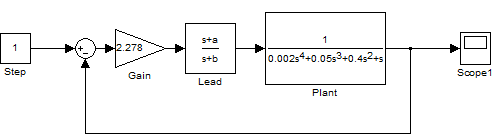 1
Step
2.278
Gain
s+a
s+b
Lead
1
0.002s⁴+0.05s³+0.4s²+s
Plant
Scope1